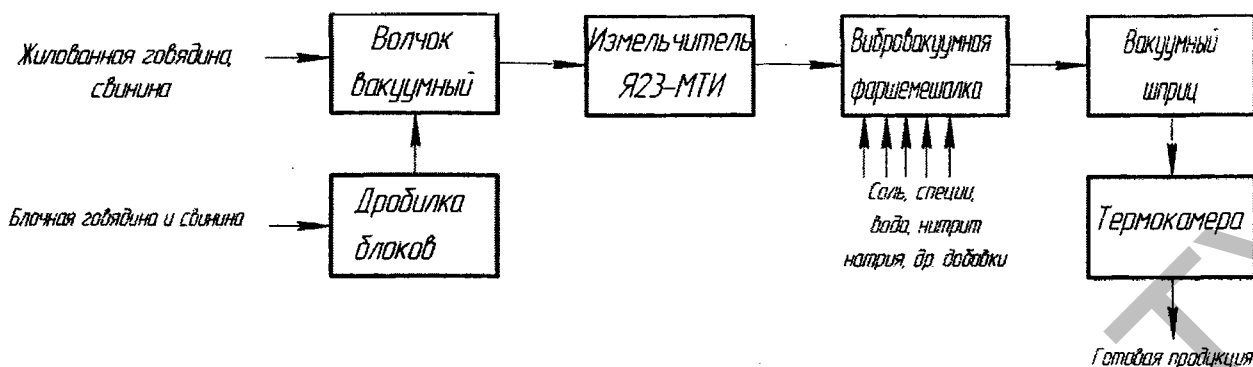 Жилованная говядина,
свинина
Волчок
вакуумный
Измельчитель
Я23-МТИ
Вибровакуумная
фаршемешалка
Вакуумный
шприц
Блочная говядина и свинина
Дробилка
блоков
Соль, специи,
вода, нитрит
натрия, др. добавки
Термокамера
Готовая продукция
ТУ